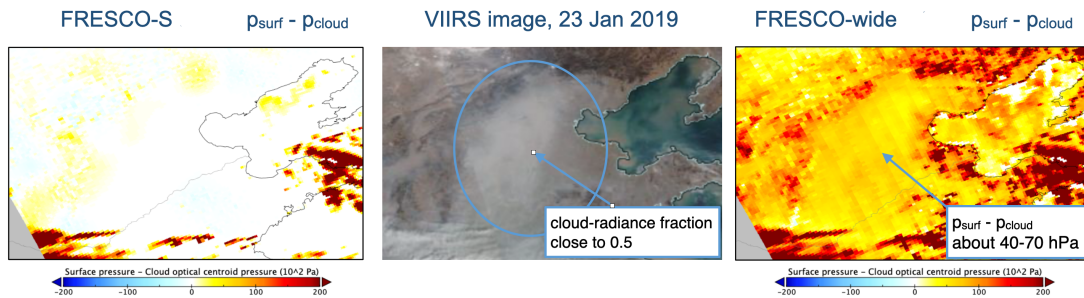 FRESCO-S
psurf - pcloud
VIIRS image, 23 Jan 2019
FRESCO-wide
psurf - pcloud
cloud-radiance fraction
close to 0.5
psurf - pcloud
about 40-70 hPa
Surface pressure - Cloud optical centroid pressure (10^2 Pa)
-200 -100 0 100 200
Surface pressure - Cloud optical centroid pressure (10^2 Pa)
-200 -100 0 100 200